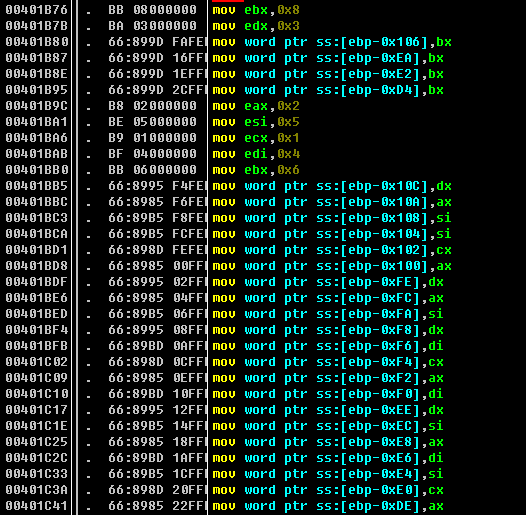 00401B76 . BB 08000000 mov ebx,0x8
00401B7B . BA 03000000 mov edx,0x3
00401B80 . 66:899D FAFE mov word ptr ss:[ebp-0x106],bx
00401B87 . 66:899D 16FF mov word ptr ss:[ebp-0xEA],bx
00401B8E . 66:899D 1EFF mov word ptr ss:[ebp-0xE2],bx
00401B95 . 66:899D 2CFF mov word ptr ss:[ebp-0xD4],bx
00401B9C . B8 02000000 mov eax,0x2
00401BA1 . BE 05000000 mov esi,0x5
00401BA6 . B9 01000000 mov ecx,0x1
00401BAB . BF 04000000 mov edi,0x4
00401BB0 . BB 06000000 mov ebx,0x6
00401BB5 . 66:8995 F4FE mov word ptr ss:[ebp-0x10C],dx
00401BBC . 66:8985 F6FE mov word ptr ss:[ebp-0x10A],ax
00401BC3 . 66:89B5 F8FE mov word ptr ss:[ebp-0x108],si
00401BCA . 66:89B5 FCFE mov word ptr ss:[ebp-0x104],si
00401BD1 . 66:898D FEFE mov word ptr ss:[ebp-0x102],cx
00401BD8 . 66:8985 00FF mov word ptr ss:[ebp-0x100],ax
00401BDF . 66:8995 02FF mov word ptr ss:[ebp-0xFE],dx
00401BE6 . 66:8985 04FF mov word ptr ss:[ebp-0xFC],ax
00401BED . 66:89B5 06FF mov word ptr ss:[ebp-0xFA],si
00401BF4 . 66:8995 08FF mov word ptr ss:[ebp-0xF8],dx
00401BFB . 66:89BD 0AFF mov word ptr ss:[ebp-0xF6],di
00401C02 . 66:898D 0CFF mov word ptr ss:[ebp-0xF4],cx
00401C09 . 66:8985 0EFF mov word ptr ss:[ebp-0xF2],ax
00401C10 . 66:89BD 10FF mov word ptr ss:[ebp-0xF0],di
00401C17 . 66:8995 12FF mov word ptr ss:[ebp-0xEE],dx
00401C1E . 66:89B5 14FF mov word ptr ss:[ebp-0xEC],si
00401C25 . 66:8985 18FF mov word ptr ss:[ebp-0xE8],ax
00401C2C . 66:89BD 1AFF mov word ptr ss:[ebp-0xE6],di
00401C33 . 66:89B5 1CFF mov word ptr ss:[ebp-0xE4],si
00401C3A . 66:898D 20FF mov word ptr ss:[ebp-0xE0],cx
00401C41 . 66:8985 22FF mov word ptr ss:[ebp-0xDE],ax